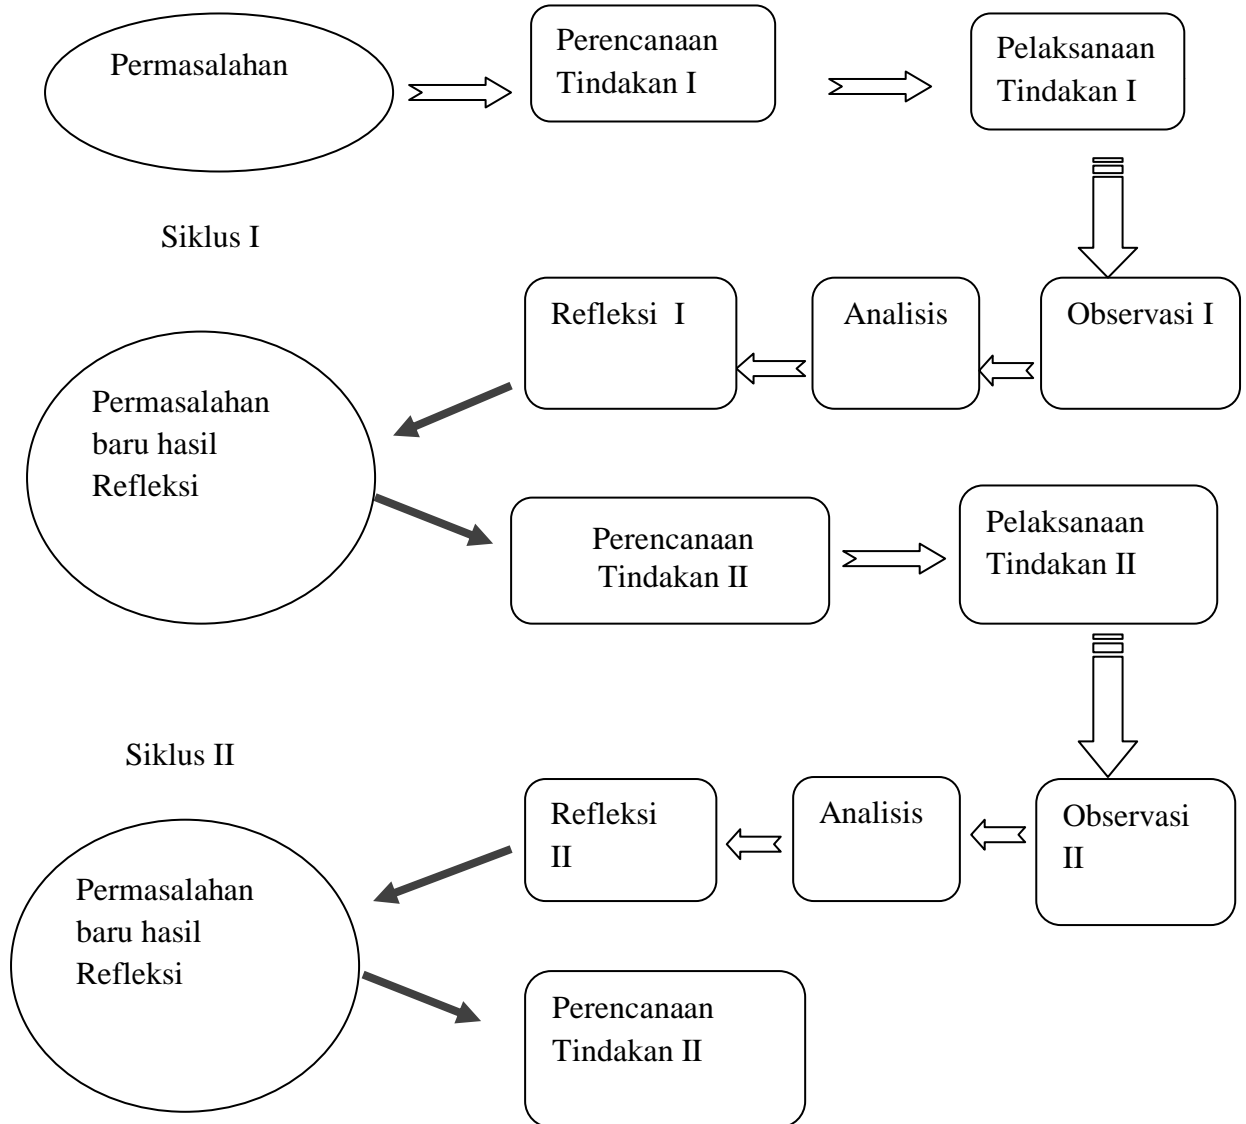 Permasalahan
Perencanaan
Tindakan I
Pelaksanaan
Tindakan I
Siklus I
Refleksi  I
Analisis
Observasi I
Permasalahan
baru hasil
Refleksi
Perencanaan
Tindakan II
Pelaksanaan
Tindakan II
Siklus II
Refleksi
II
Analisis
Observasi
II
Permasalahan
baru hasil
Refleksi
Perencanaan
Tindakan II